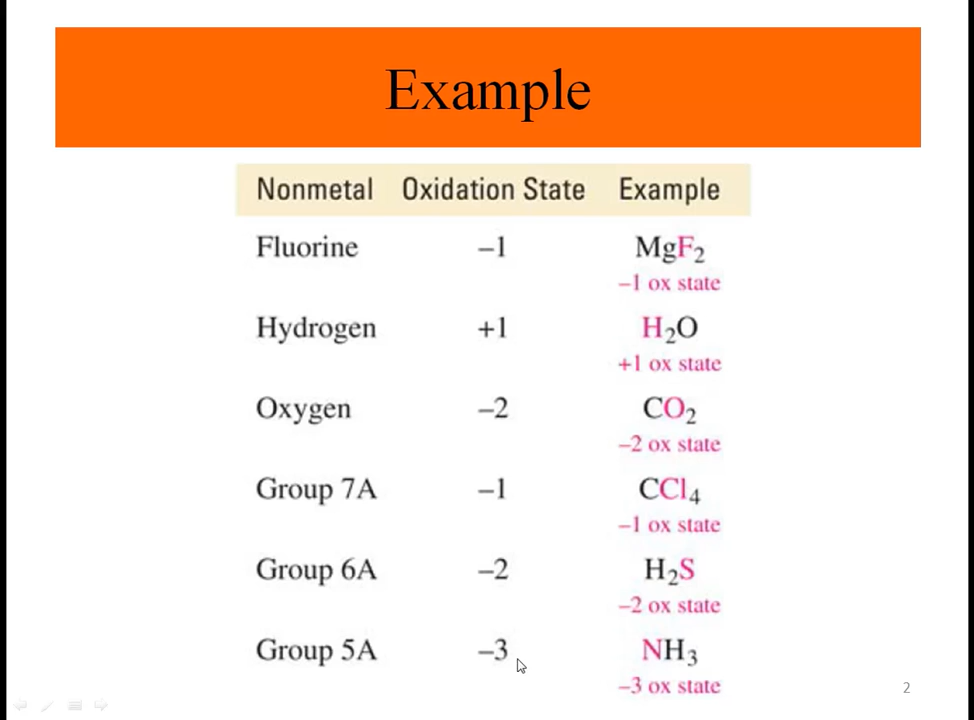 Example
Nonmetal Oxidation State Example
Fluorine –1 MgF₂
–1 ox state
Hydrogen +1 H₂O
+1 ox state
Oxygen –2 CO₂
–2 ox state
Group 7A –1 CCl₄
–1 ox state
Group 6A –2 H₂S
–2 ox state
Group 5A –3 NH₃
–3 ox state
2